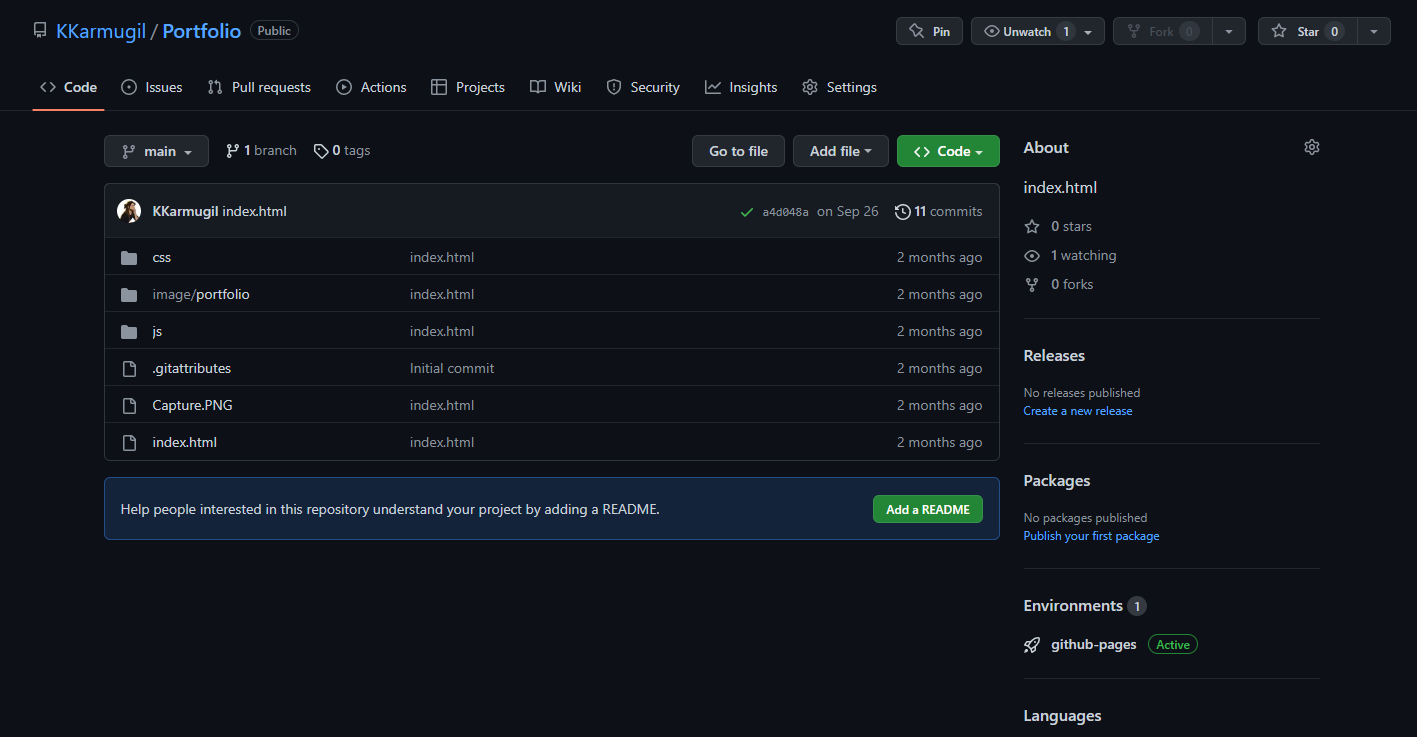 KKarmugil / Portfolio Public
Pin Unwatch 1 Fork 0 Star 0
Code Issues Pull requests Actions Projects Wiki Security Insights Settings
main 1 branch 0 tags Go to file Add file Code
KKarmugil index.html a4d048a on Sep 26 11 commits
css index.html 2 months ago
image/portfolio index.html 2 months ago
js index.html 2 months ago
.gitattributes Initial commit 2 months ago
Capture.PNG index.html 2 months ago
index.html index.html 2 months ago
Help people interested in this repository understand your project by adding a README. Add a README
About
index.html
0 stars
1 watching
0 forks
Releases
No releases published
Create a new release
Packages
No packages published
Publish your first package
Environments 1
github-pages Active
Languages